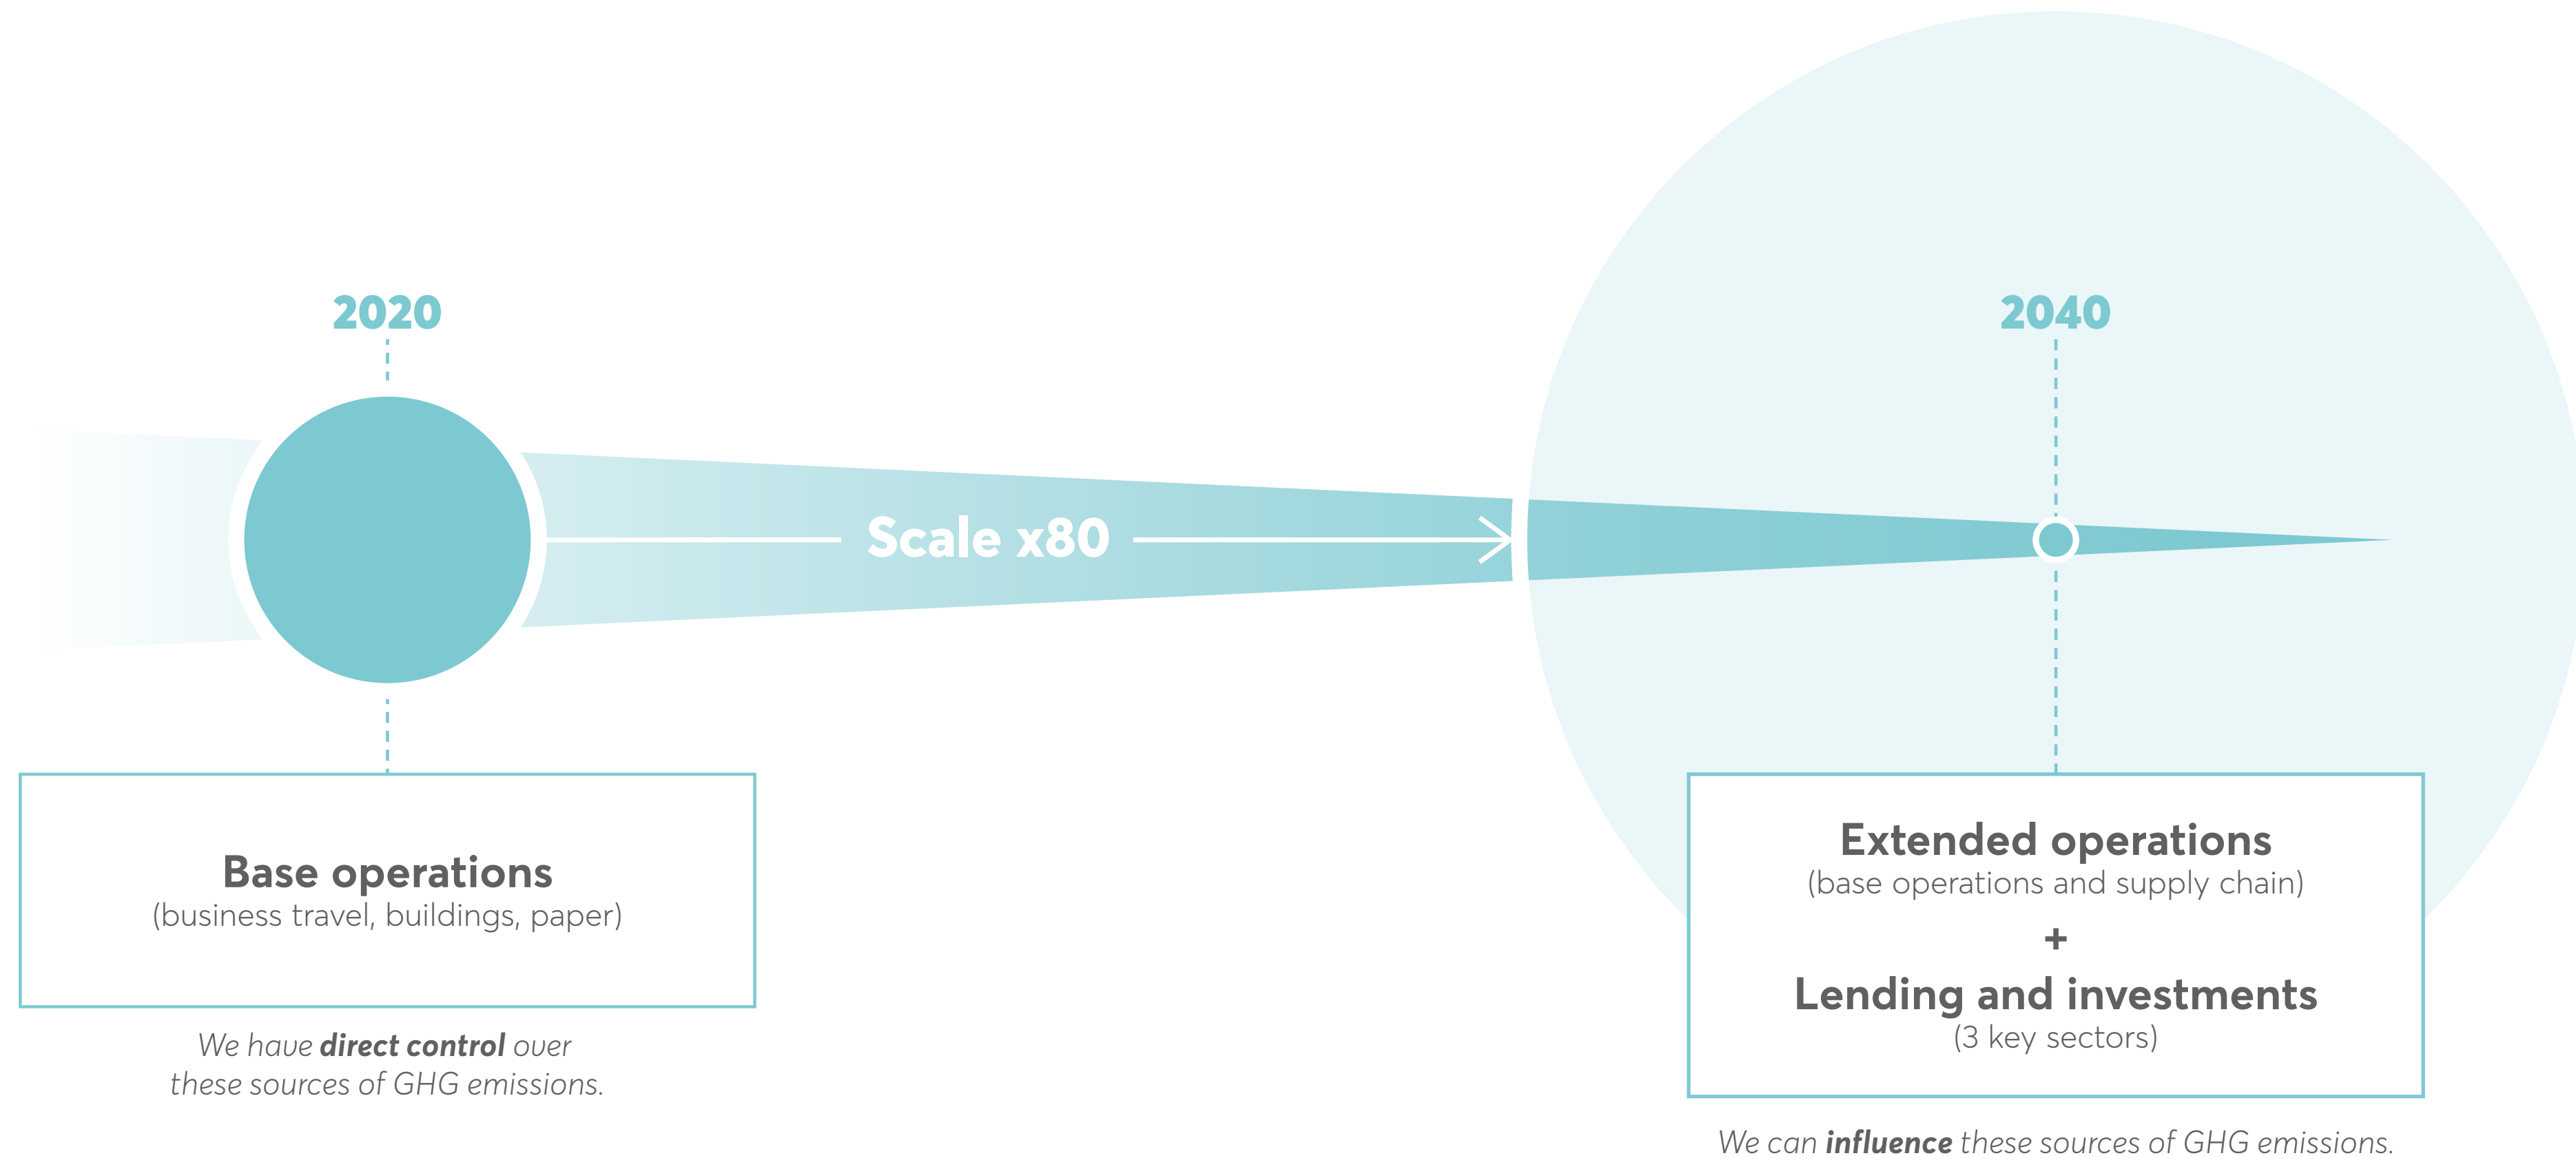 2020
2040
Scale x80
Base operations
(business travel, buildings, paper)
We have direct control over
these sources of GHG emissions.
Extended operations
(base operations and supply chain)
+
Lending and investments
(3 key sectors)
We can influence these sources of GHG emissions.